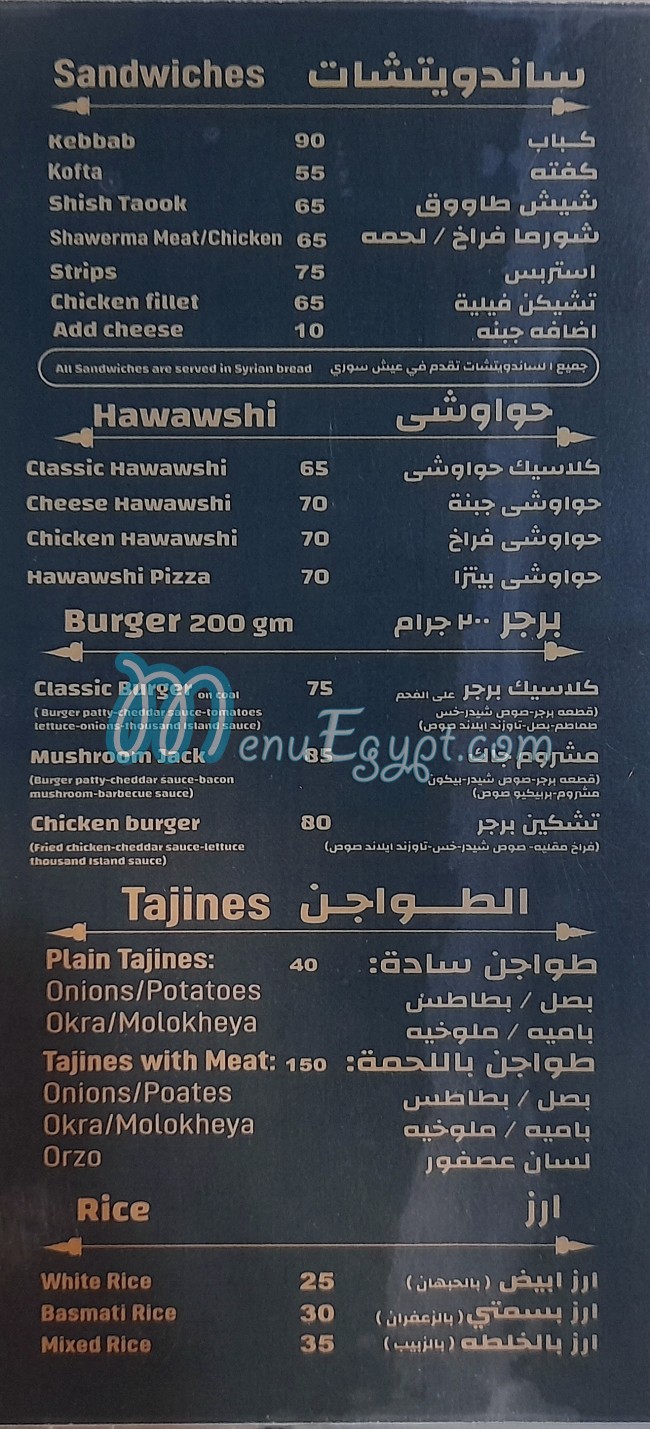 Sandwiches ساندويتشات
Kebbab 90 كباب
Kofta 55 كفته
Shish Taook 65 شيش طاووق
Shawerma Meat/Chicken 65 شورما فراخ / لحمه
Strips 75 استربس
Chicken fillet 65 تشيكن فيلية
Add cheese 10 اضافه جبنه
All Sandwiches are served in Syrian bread جميع الساندويتشات تقدم في عيش سوري
Hawawshi حواوشى
Classic Hawawshi 65 كلاسيك حواوشى
Cheese Hawawshi 70 حواوشى جبنة
Chicken Hawawshi 70 حواوشى فراخ
Hawawshi Pizza 70 حواوشى بيتزا
Burger 200 gm برجر ٢٠٠ جرام
Classic Burger on coal 75 كلاسيك برجر على الفحم
( Burger patty-cheddar sauce-tomatoes (قطعه برجر-صوص شيدر-خس
lettuce-onions-thousand Island sauce) طماطم-بصل-تاوزند ايلاند صوص)
MenuEgypt.com
Mushroom Jack 85 مشروم جاك
(Burger patty-cheddar sauce-bacon (قطعه برجر-صوص شيدر-بيكون
mushroom-barbecue sauce) مشروم-بربيكيو صوص)
Chicken burger 80 تشكين برجر
(Fried chicken-cheddar sauce-lettuce (فراخ مقليه- صوص شيدر-خس-تاوزند ايلاند صوص)
thousand Island sauce)
Tajines الطواجن
Plain Tajines: 40 طواجن سادة:
Onions/Potatoes بصل / بطاطس
Okra/Molokheya باميه / ملوخيه
Tajines with Meat: 150 طواجن باللحمة:
Onions/Poates بصل / بطاطس
Okra/Molokheya باميه / ملوخيه
Orzo لسان عصفور
Rice ارز
White Rice 25 ارز ابيض (بالحبهان)
Basmati Rice 30 ارز بسمتي (بالزعفران)
Mixed Rice 35 ارز بالخلطه (بالزبيب)